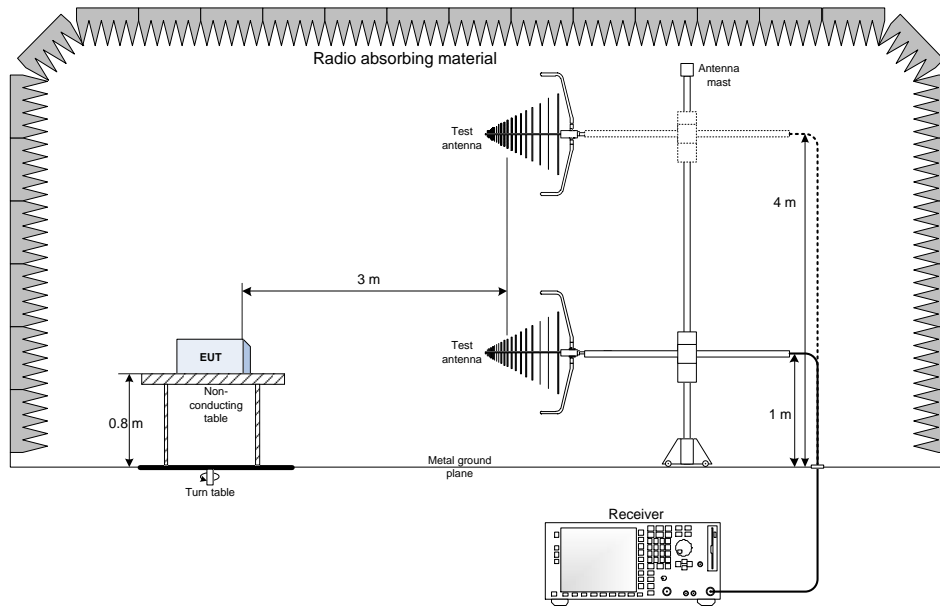 Radio absorbing material
Antenna
mast
Test
antenna
4 m
3 m
Test
antenna
EUT
Non-
conducting
table
0.8 m
1 m
Metal ground
plane
Turn table
Receiver